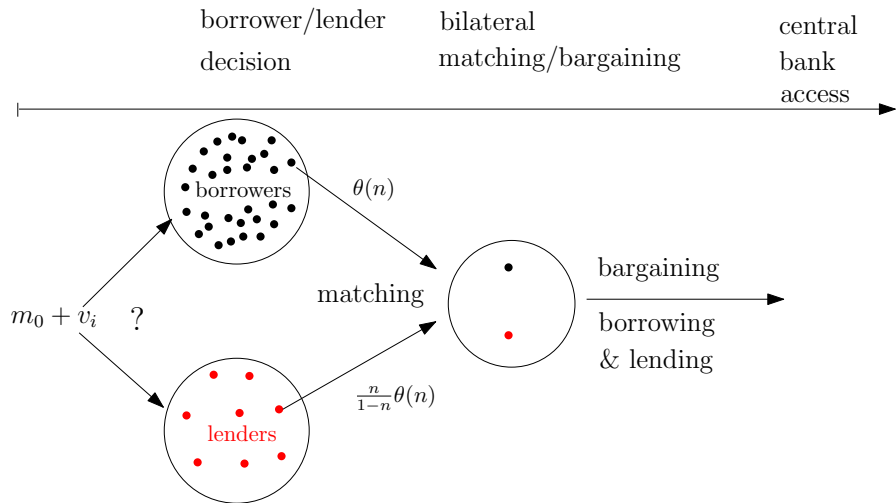 borrower/lender
decision
bilateral
matching/bargaining
central
bank
access
borrowers
θ(n)
matching
bargaining
m₀ + vᵢ ?
borrowing
& lending
n/(1−n) θ(n)
lenders